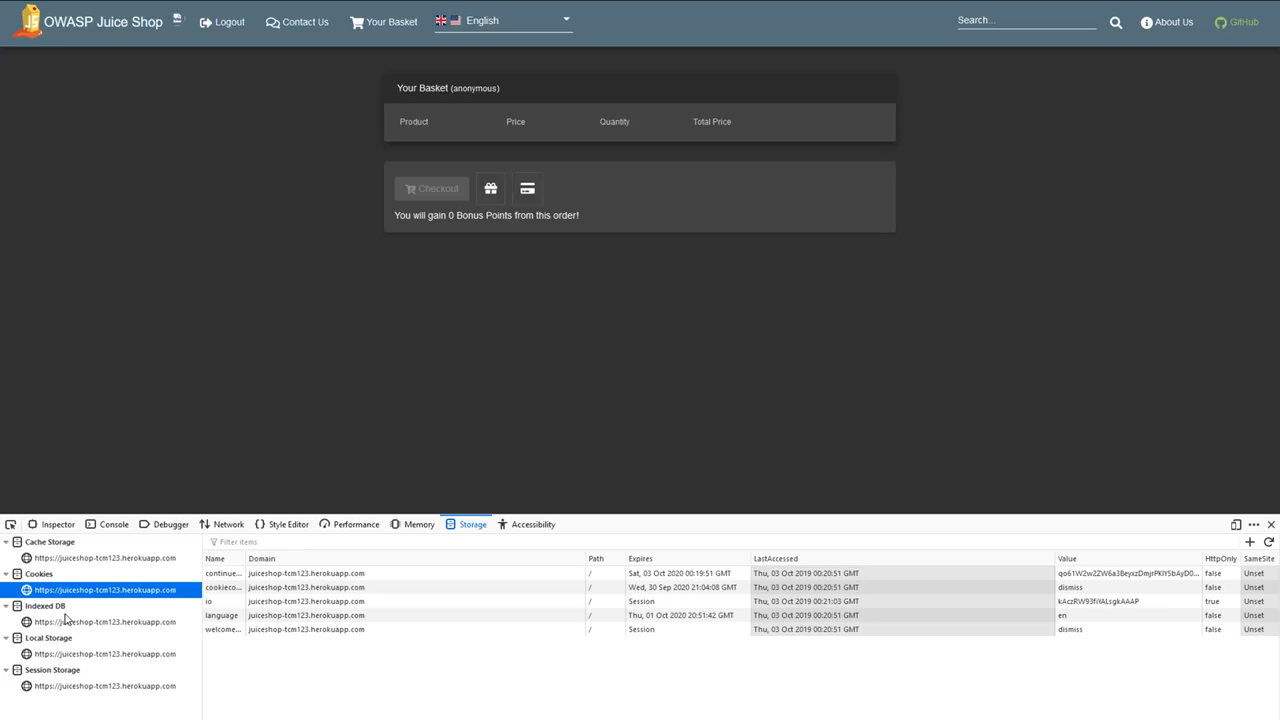 OWASP Juice Shop Logout Contact Us Your Basket English Search... About Us GitHub
Your Basket (anonymous)
Product Price Quantity Total Price
Checkout
You will gain 0 Bonus Points from this order!
Inspector Console Debugger Network Style Editor Performance Memory Storage Accessibility
Cache Storage
https://juiceshop-tcm123.herokuapp.com
Cookies
https://juiceshop-tcm123.herokuapp.com
Indexed DB
https://juiceshop-tcm123.herokuapp.com
Local Storage
https://juiceshop-tcm123.herokuapp.com
Session Storage
https://juiceshop-tcm123.herokuapp.com
Filter items
Name Domain Path Expires LastAccessed Value HttpOnly SameSite
continue... juiceshop-tcm123.herokuapp.com / Sat, 03 Oct 2020 00:19:51 GMT Thu, 03 Oct 2019 00:20:51 GMT false Unset
cookieco... juiceshop-tcm123.herokuapp.com / Wed, 30 Sep 2020 21:04:08 GMT Thu, 03 Oct 2019 00:20:51 GMT dismiss false Unset
io juiceshop-tcm123.herokuapp.com / Session Thu, 03 Oct 2019 00:21:03 GMT true Unset
language juiceshop-tcm123.herokuapp.com / Thu, 01 Oct 2020 20:51:42 GMT Thu, 03 Oct 2019 00:20:51 GMT en false Unset
welcome... juiceshop-tcm123.herokuapp.com / Session Thu, 03 Oct 2019 00:20:51 GMT dismiss false Unset